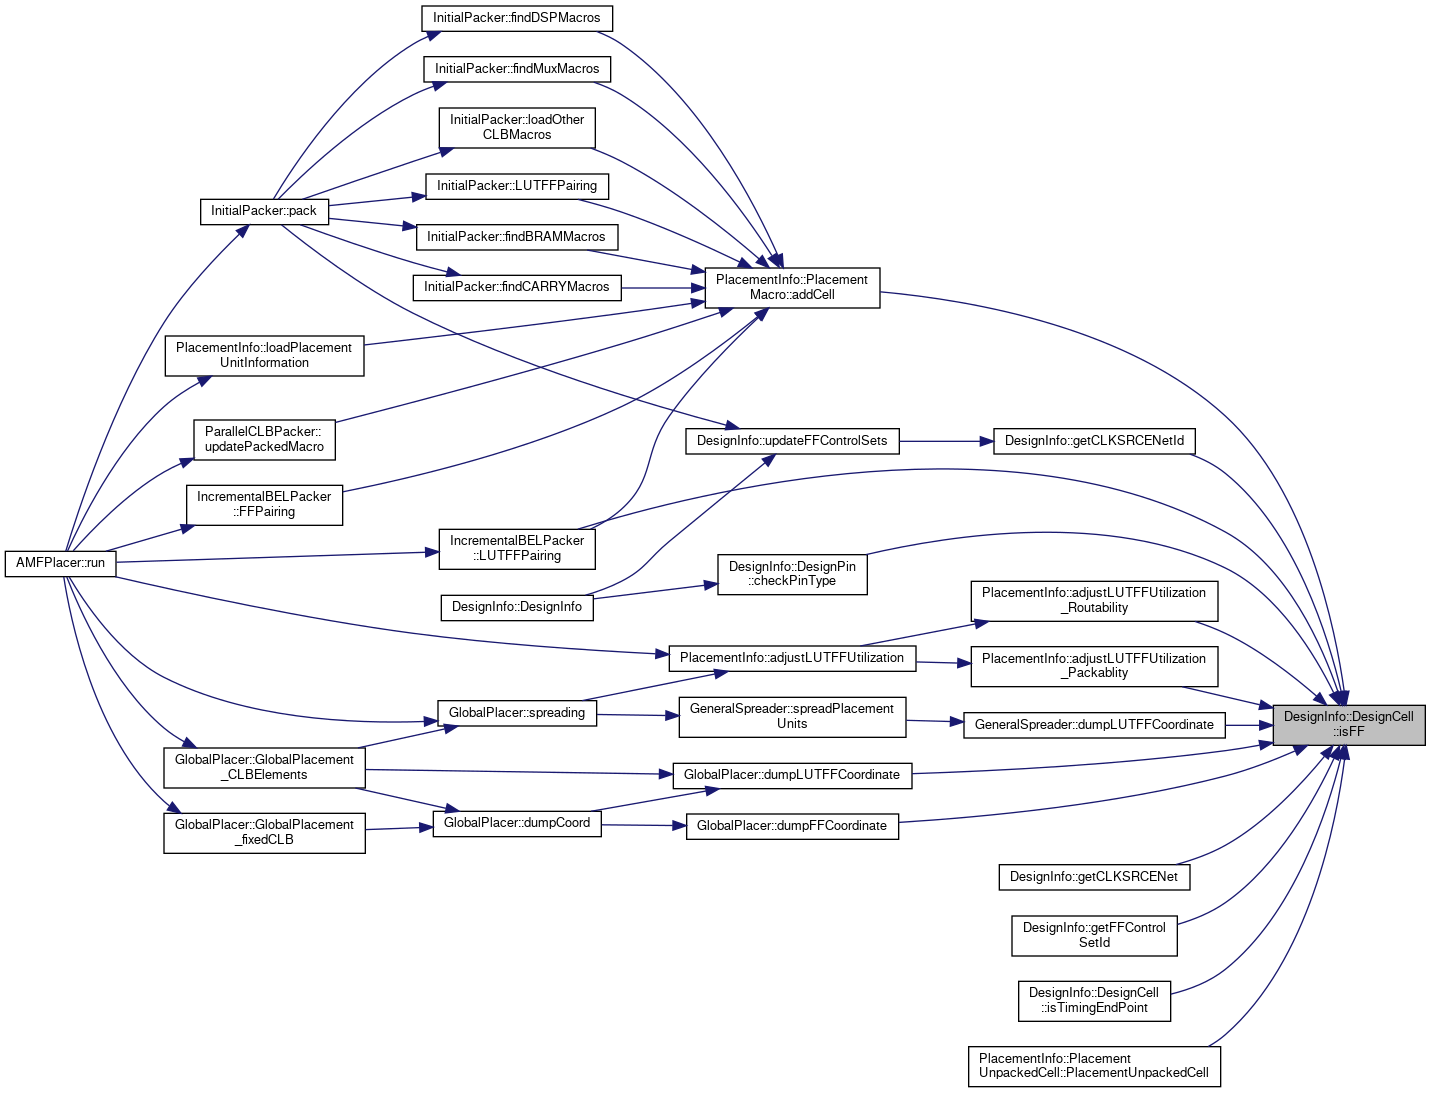 InitialPacker::findDSPMacros
InitialPacker::findMuxMacros
InitialPacker::loadOther
CLBMacros
InitialPacker::LUTFFPairing
InitialPacker::pack
InitialPacker::findBRAMMacros
InitialPacker::findCARRYMacros
PlacementInfo::Placement
Macro::addCell
PlacementInfo::loadPlacement
UnitInformation
ParallelCLBPacker::
updatePackedMacro
DesignInfo::updateFFControlSets
DesignInfo::getCLKSRCENetId
IncrementalBELPacker
::FFPairing
IncrementalBELPacker
::LUTFFPairing
AMFPlacer::run
DesignInfo::DesignPin
::checkPinType
DesignInfo::DesignInfo
PlacementInfo::adjustLUTFFUtilization
_Routability
PlacementInfo::adjustLUTFFUtilization
PlacementInfo::adjustLUTFFUtilization
_Packablity
GlobalPlacer::spreading
GeneralSpreader::spreadPlacement
Units
GeneralSpreader::dumpLUTFFCoordinate
DesignInfo::DesignCell
::isFF
GlobalPlacer::GlobalPlacement
_CLBElements
GlobalPlacer::dumpLUTFFCoordinate
GlobalPlacer::GlobalPlacement
_fixedCLB
GlobalPlacer::dumpCoord
GlobalPlacer::dumpFFCoordinate
DesignInfo::getCLKSRCENet
DesignInfo::getFFControl
SetId
DesignInfo::DesignCell
::isTimingEndPoint
PlacementInfo::Placement
UnpackedCell::PlacementUnpackedCell